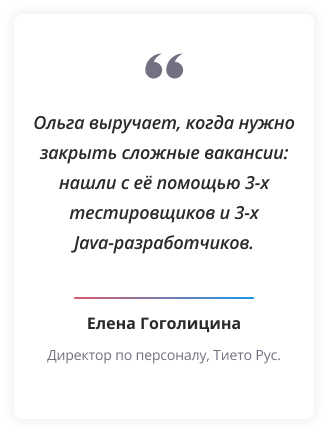 “
Ольга выручает, когда нужно
закрыть сложные вакансии:
нашли с её помощью 3-х
тестировщиков и 3-х
Java-разработчиков.
Елена Гоголицина
Директор по персоналу, Тието Рус.